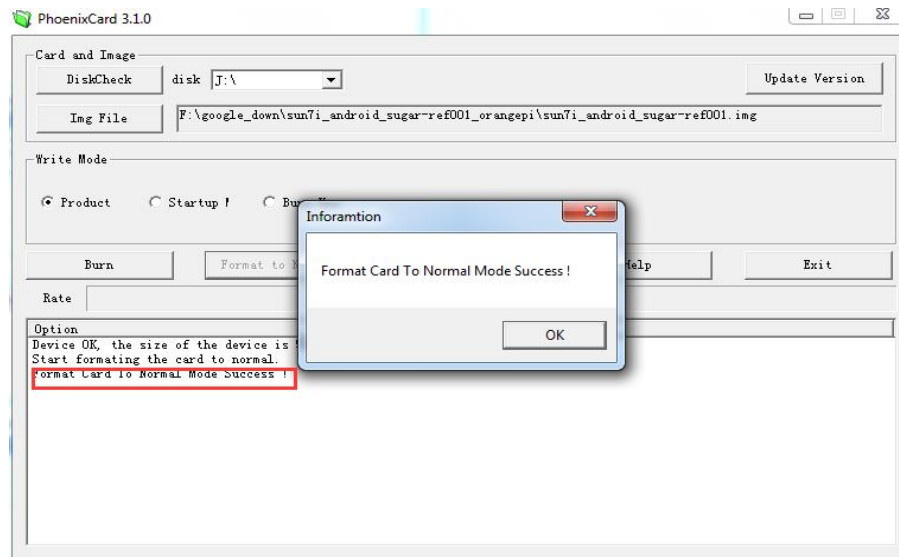 PhoenixCard 3.1.0
Card and Image
DiskCheck disk J:\ Update Version
Img File F:\google_down\sun7i_android_sugar-ref001_orangepi\sun7i_android_sugar-ref001.img
Write Mode
Product Startup !
Inforamtion
Format Card To Normal Mode Success !
OK
Burn Format to Help Exit
Rate
Option
Device OK, the size of the device is
Start formating the card to normal.
Format Card To Normal Mode Success !